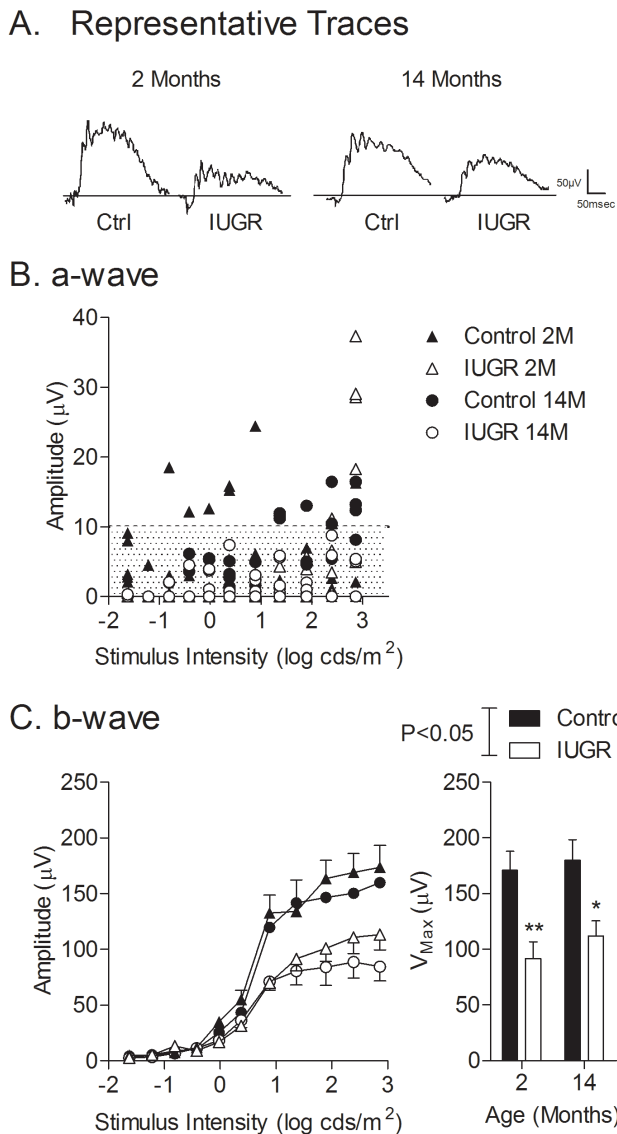 A. Representative Traces
2 Months
14 Months
Ctrl
IUGR
Ctrl
IUGR
50µV
50msec
B. a-wave
40
30
20
10
0
Amplitude (µV)
-2 -1 0 1 2 3
Stimulus Intensity (log cds/m²)
Control 2M
IUGR 2M
Control 14M
IUGR 14M
C. b-wave
P<0.05
Contro
IUGR
250
200
150
100
50
0
Amplitude (µV)
-2 -1 0 1 2 3
Stimulus Intensity (log cds/m²)
250
200
150
100
50
0
V_Max (µV)
**
*
2 14
Age (Months)